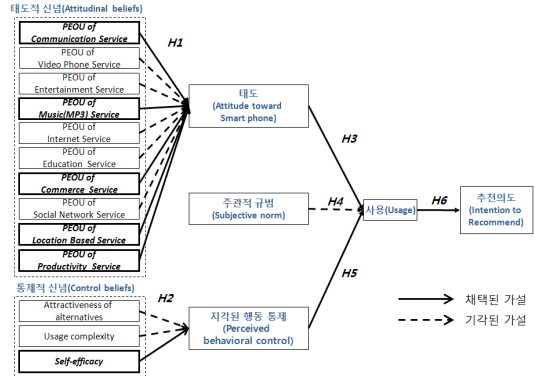 태도적 신념(Attitudinal beliefs)
PEOU of
Communication Service
PEOU of
Video Phone Service
PEOU of
Entertainment Service
PEOU of
Music(MP3) Service
PEOU of
Internet Service
PEOU of
Education Service
PEOU of
Commerce Service
PEOU of
Social Network Service
PEOU of
Location Based Service
PEOU of
Productivity Service
통제적 신념(Control beliefs)
Attractiveness of
alternatives
Usage complexity
Self-efficacy
H1
H2
태도
(Attitude toward
Smart phone)
주관적 규범
(Subjective norm)
지각된 행동 통제
(Perceived
behavioral control)
H3
H4
H5
사용(Usage)
H6
추천의도
(Intention to
Recommend)
채택된 가설
기각된 가설